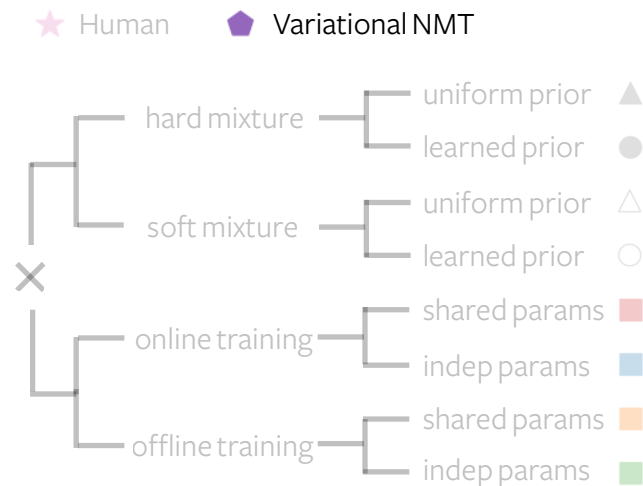 Human Variational NMT
hard mixture
uniform prior
learned prior
soft mixture
uniform prior
learned prior
online training
shared params
indep params
offline training
shared params
indep params